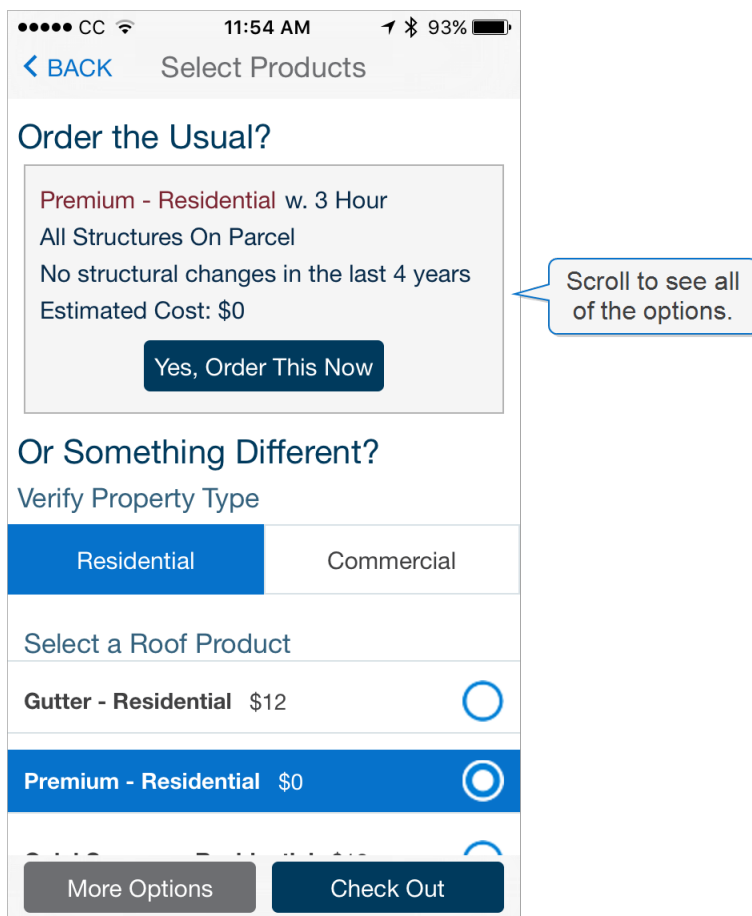 CC 11:54 AM 93%
BACK Select Products
Order the Usual?
Premium - Residential w. 3 Hour
All Structures On Parcel
No structural changes in the last 4 years
Estimated Cost: $0
Yes, Order This Now
Scroll to see all
of the options.
Or Something Different?
Verify Property Type
Residential Commercial
Select a Roof Product
Gutter - Residential $12
Premium - Residential $0
More Options Check Out